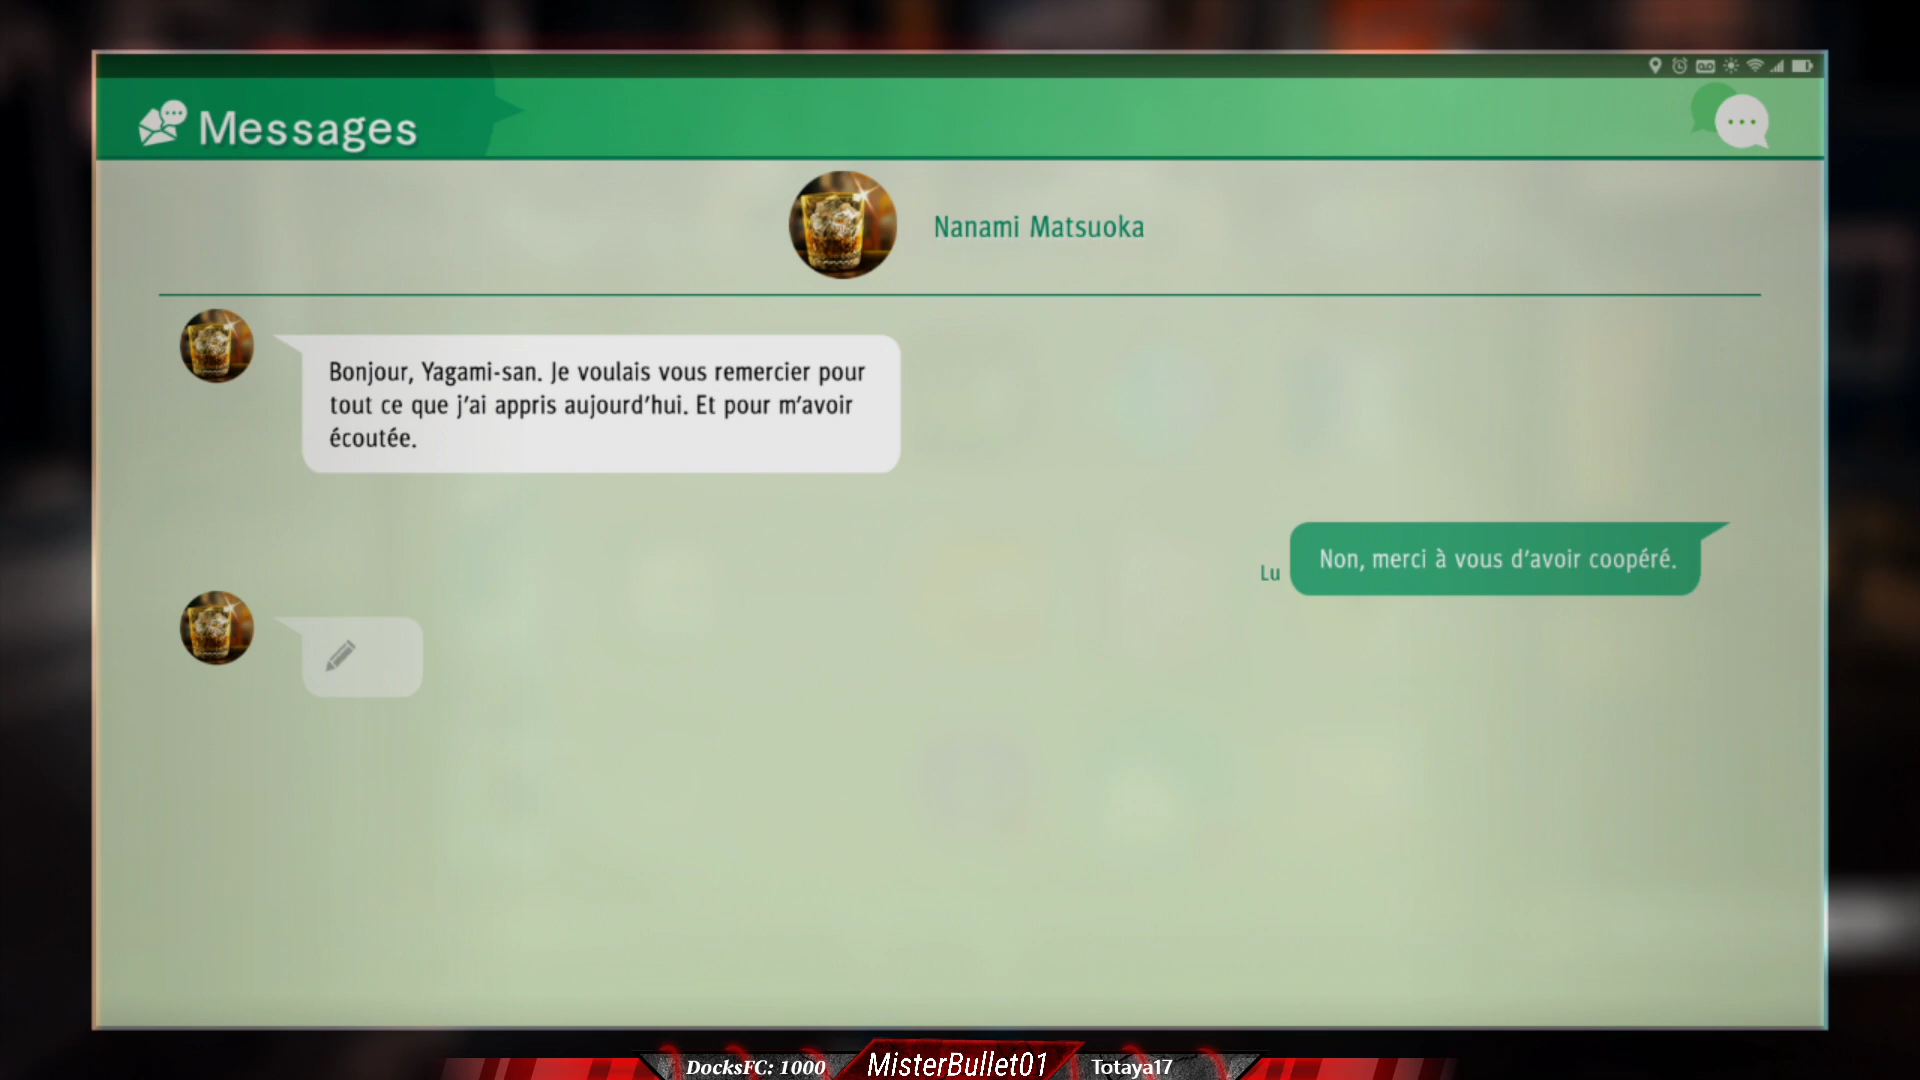 Messages
Nanami Matsuoka
Bonjour, Yagami-san. Je voulais vous remercier pour
tout ce que j'ai appris aujourd'hui. Et pour m'avoir
écoutée.
Non, merci à vous d'avoir coopéré.
Lu
DocksFC: 1000
MisterBullet01
Totaya17